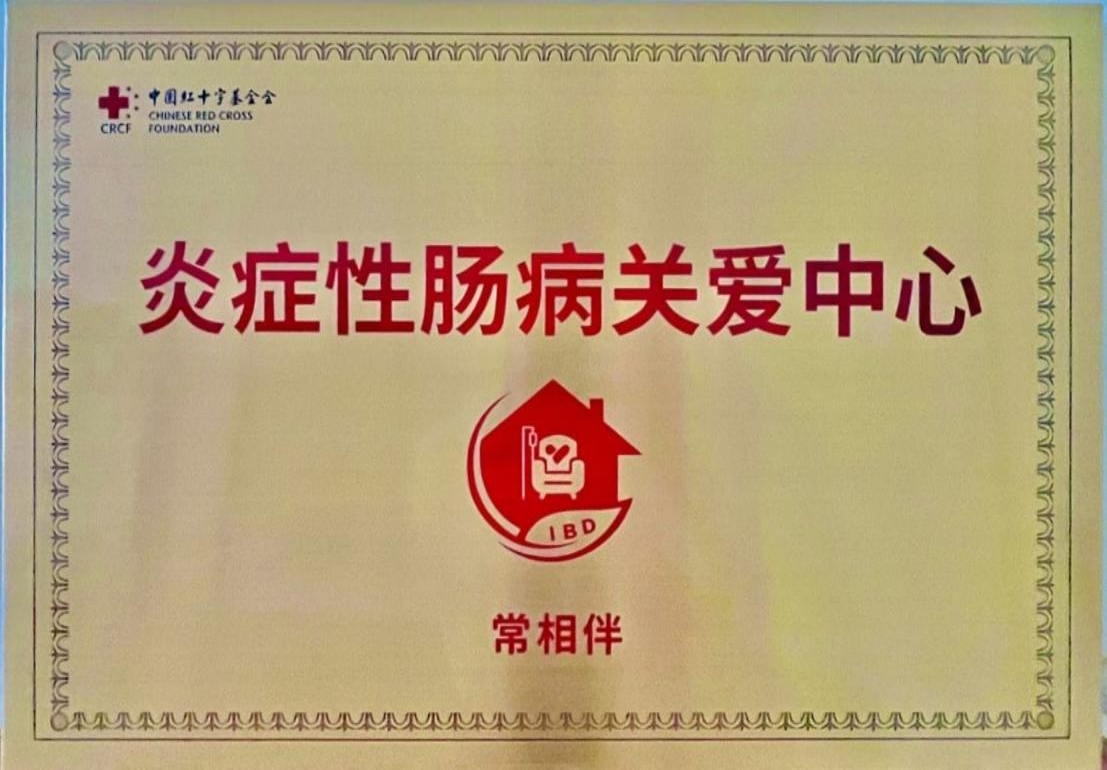 中国红十字基金会
CHINESE RED CROSS
FOUNDATION
CRCF
炎症性肠病关爱中心
IBD
常相伴